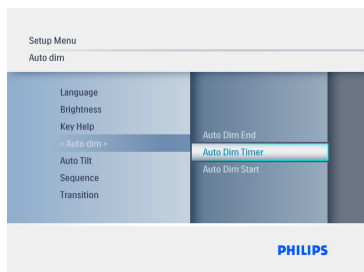 Setup Menu
Auto dim
Language
Brightness
Key Help
« Auto dim »
Auto Tilt
Sequence
Transition
Auto Dim End
Auto Dim Timer
Auto Dim Start
PHILIPS